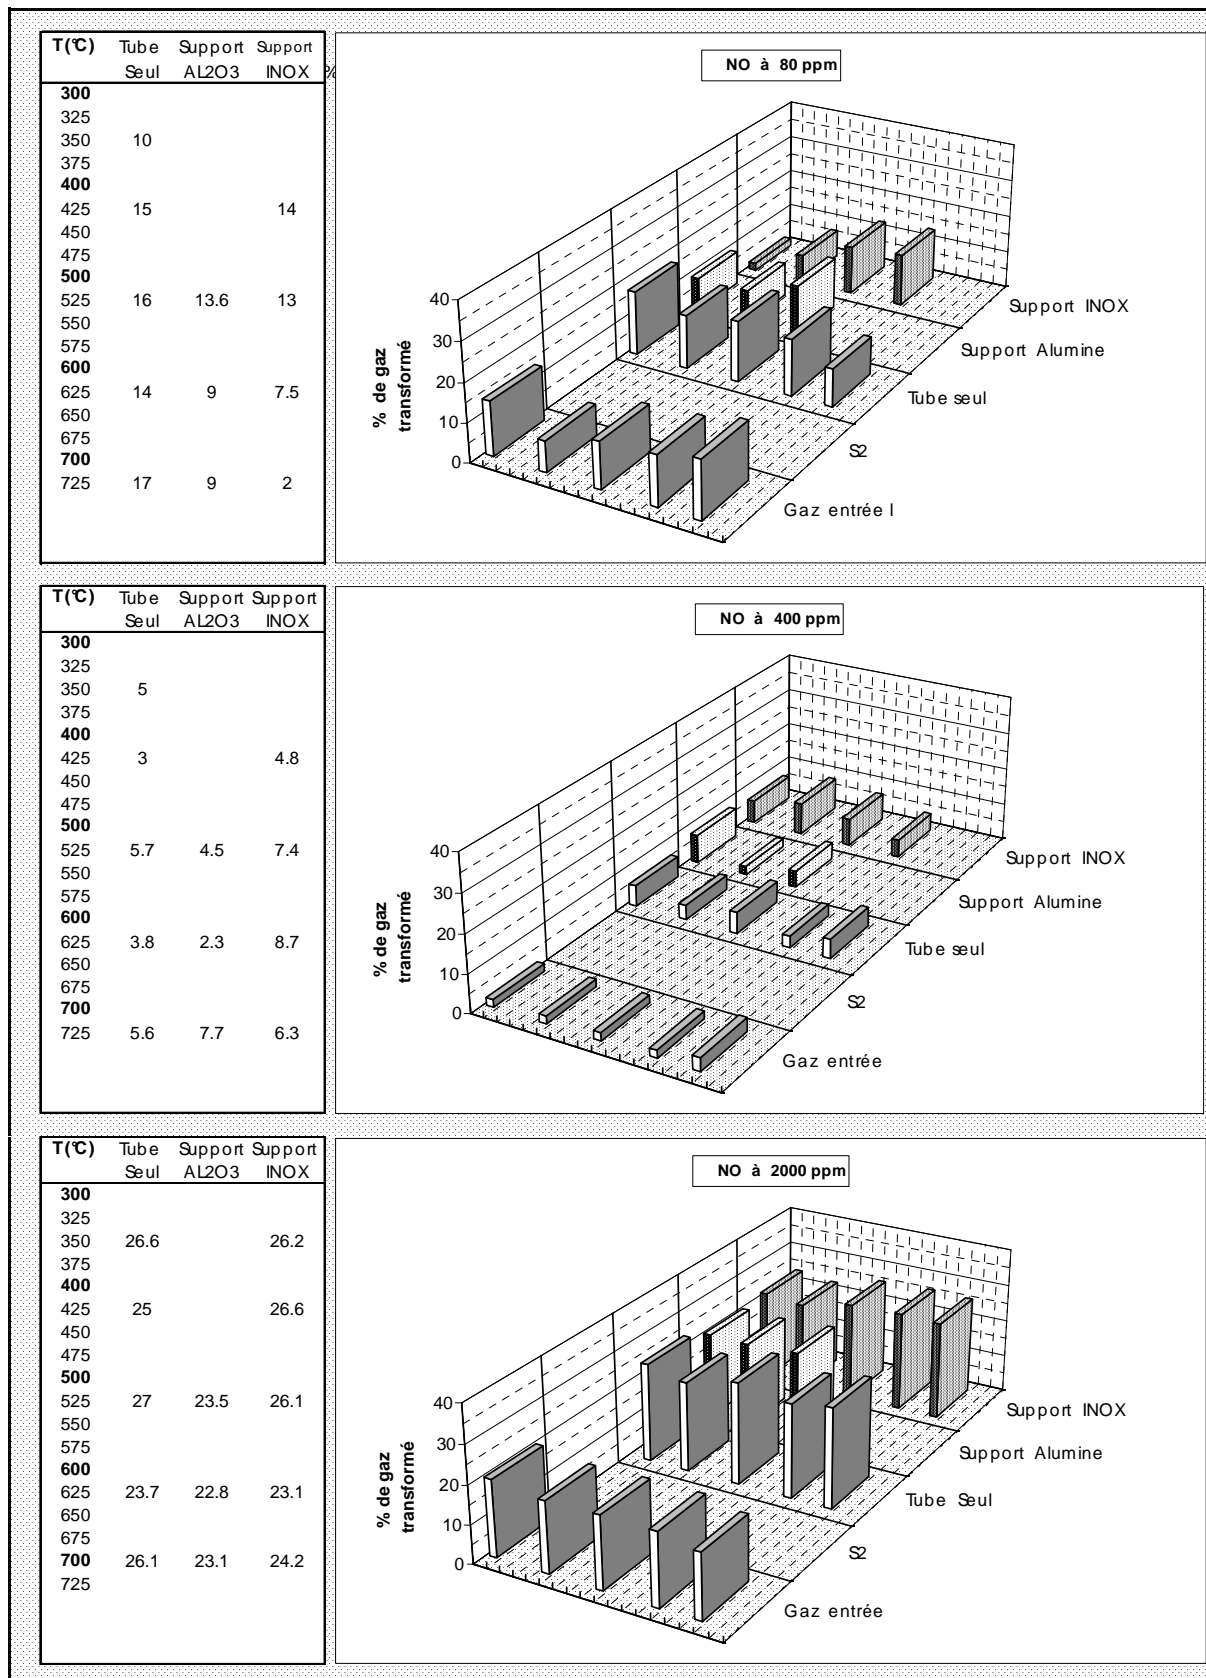 T(°C) Tube Support Support
Seul AL2O3 INOX %
300
325
350 10
375
400
425 15 14
450
475
500
525 16 13.6 13
550
575
600
625 14 9 7.5
650
675
700
725 17 9 2
NO à 80 ppm
% de gaz
transformé
40
30
20
10
0
Support INOX
Support Alumine
Tube seul
S2
Gaz entrée I
T(°C) Tube Support Support
Seul AL2O3 INOX
300
325
350 5
375
400
425 3 4.8
450
475
500
525 5.7 4.5 7.4
550
575
600
625 3.8 2.3 8.7
650
675
700
725 5.6 7.7 6.3
NO à 400 ppm
% de gaz
transformé
40
30
20
10
0
Support INOX
Support Alumine
Tube seul
S2
Gaz entrée
T(°C) Tube Support Support
Seul AL2O3 INOX
300
325
350 26.6 26.2
375
400
425 25 26.6
450
475
500
525 27 23.5 26.1
550
575
600
625 23.7 22.8 23.1
650
675
700 26.1 23.1 24.2
725
NO à 2000 ppm
% de gaz
transformé
40
30
20
10
0
Support INOX
Support Alumine
Tube Seul
S2
Gaz entrée